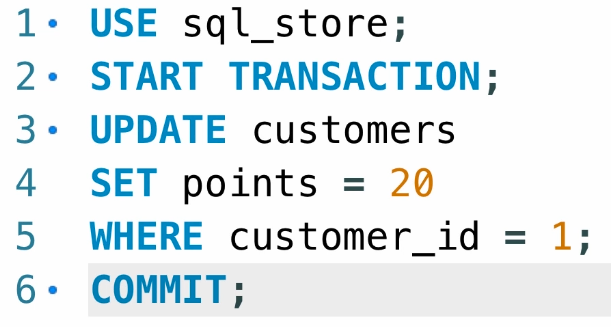 1 USE sql_store;
2 START TRANSACTION;
3 UPDATE customers
4 SET points = 20
5 WHERE customer_id = 1;
6 COMMIT;